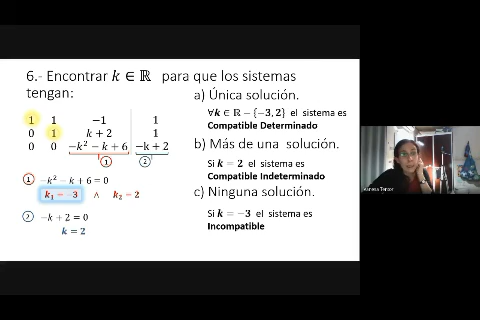 6.- Encontrar k ∈ ℝ para que los sistemas
tengan:
1 1 −1 1
0 1 k + 2 1
0 0 −k² − k + 6 −k + 2
① ②
① −k² − k + 6 = 0
k₁ = −3 ∧ k₂ = 2
② −k + 2 = 0
k = 2
a) Única solución.
∀k ∈ ℝ − {−3, 2} el sistema es
Compatible Determinado
b) Más de una solución.
Si k = 2 el sistema es
Compatible Indeterminado
c) Ninguna solución.
Si k = −3 el sistema es
Incompatible
Vanesa Tenor